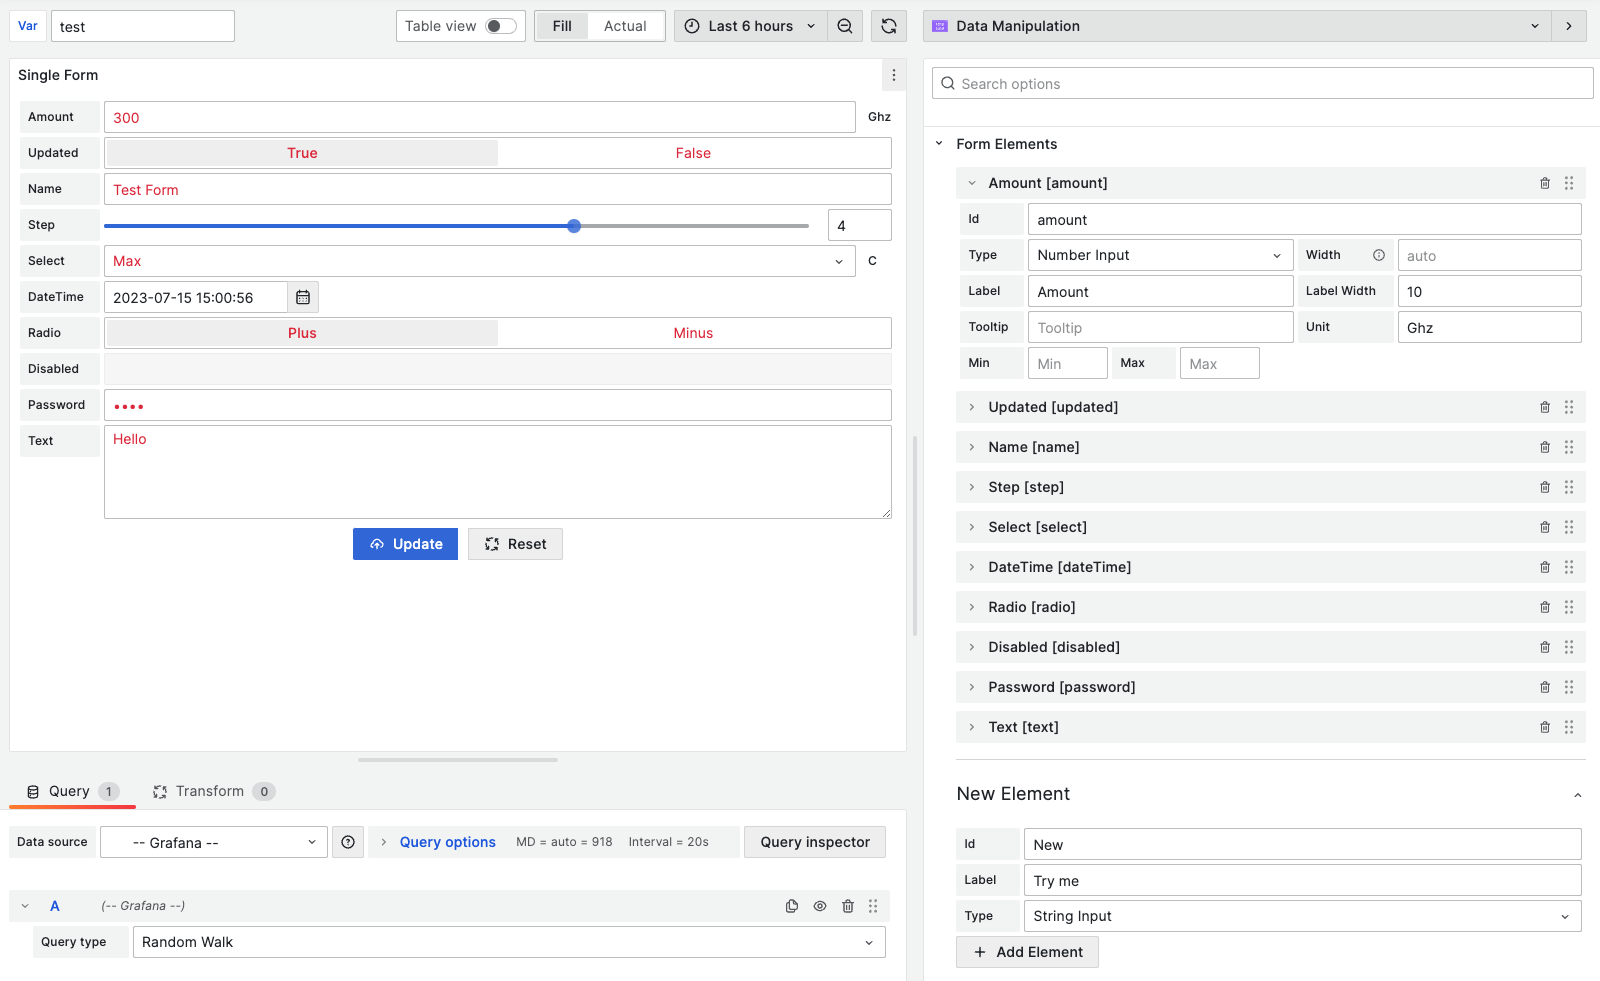 Var test Table view Fill Actual Last 6 hours
Single Form
Amount 300 Ghz
Updated True False
Name Test Form
Step 4
Select Max C
DateTime 2023-07-15 15:00:56
Radio Plus Minus
Disabled
Password ••••
Text Hello
Update Reset
Query 1 Transform 0
Data source -- Grafana -- Query options MD = auto = 918 Interval = 20s Query inspector
A (-- Grafana --)
Query type Random Walk
Data Manipulation
Search options
Form Elements
Amount [amount]
Id amount
Type Number Input Width auto
Label Amount Label Width 10
Tooltip Tooltip Unit Ghz
Min Min Max Max
Updated [updated]
Name [name]
Step [step]
Select [select]
DateTime [dateTime]
Radio [radio]
Disabled [disabled]
Password [password]
Text [text]
New Element
Id New
Label Try me
Type String Input
Add Element